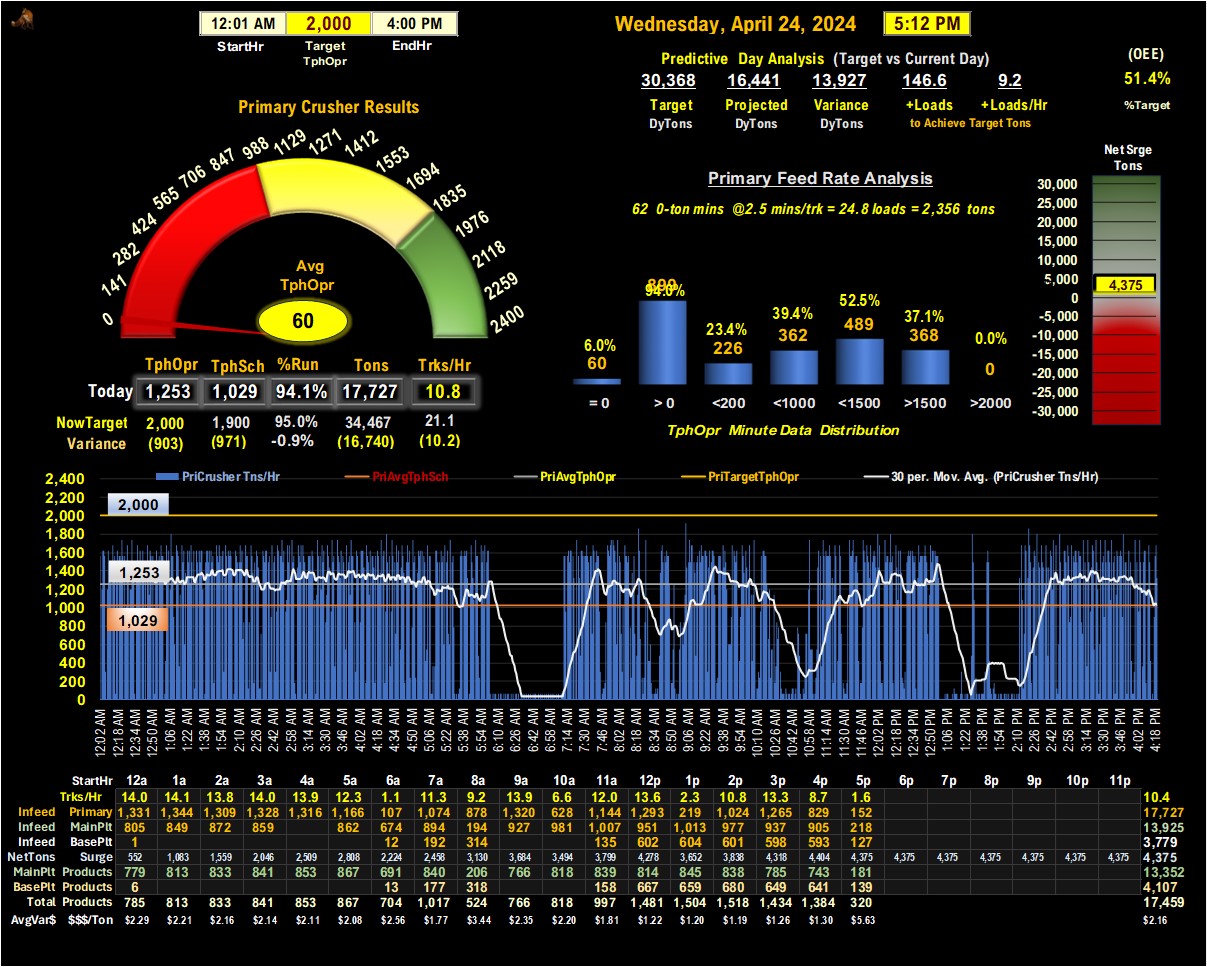 12:01 AM 2,000 4:00 PM
StartHr Target TphOpr EndHr
Wednesday, April 24, 2024 5:12 PM
Predictive Day Analysis (Target vs Current Day)
30,368 16,441 13,927 146.6 9.2
Target Projected Variance +Loads +Loads/Hr
DyTons DyTons DyTons to Achieve Target Tons
(OEE)
51.4%
%Target
Primary Crusher Results
0 141 282 424 565 706 847 988 1129 1271 1412 1553 1694 1835 1976 2118 2259 2400
Avg
TphOpr
60
TphOpr TphSch %Run Tons Trks/Hr
Today 1,253 1,029 94.1% 17,727 10.8
NowTarget 2,000 1,900 95.0% 34,467 21.1
Variance (903) (971) -0.9% (16,740) (10.2)
Primary Feed Rate Analysis
62 0-ton mins @2.5 mins/trk = 24.8 loads = 2,356 tons
6.0% 94.0% 23.4% 39.4% 52.5% 37.1% 0.0%
60 899 226 362 489 368 0
= 0 > 0 <200 <1000 <1500 >1500 >2000
TphOpr Minute Data Distribution
Net Srge
Tons
30,000
25,000
20,000
15,000
10,000
5,000
4,375
0
-5,000
-10,000
-15,000
-20,000
-25,000
-30,000
PriCrusher Tns/Hr PriAvgTphSch PriAvgTphOpr PriTargetTphOpr 30 per. Mov. Avg. (PriCrusher Tns/Hr)
2,400
2,200
2,000
1,800
1,600
1,400
1,200
1,000
800
600
400
200
0
2,000
1,253
1,029
12:02 AM 12:18 AM 12:34 AM 12:50 AM 1:06 AM 1:22 AM 1:38 AM 1:54 AM 2:10 AM 2:26 AM 2:42 AM 2:58 AM 3:14 AM 3:30 AM 3:46 AM 4:02 AM 4:18 AM 4:34 AM 4:50 AM 5:06 AM 5:22 AM 5:38 AM 5:54 AM 6:10 AM 6:26 AM 6:42 AM 6:58 AM 7:14 AM 7:30 AM 7:46 AM 8:02 AM 8:18 AM 8:34 AM 8:50 AM 9:06 AM 9:22 AM 9:38 AM 9:54 AM 10:10 AM 10:26 AM 10:42 AM 10:58 AM 11:14 AM 11:30 AM 11:46 AM 12:02 PM 12:18 PM 12:34 PM 12:50 PM 1:06 PM 1:22 PM 1:38 PM 1:54 PM 2:10 PM 2:26 PM 2:42 PM 2:58 PM 3:14 PM 3:30 PM 3:46 PM 4:02 PM 4:18 PM
StartHr 12a 1a 2a 3a 4a 5a 6a 7a 8a 9a 10a 11a 12p 1p 2p 3p 4p 5p 6p 7p 8p 9p 10p 11p
Trks/Hr 14.0 14.1 13.8 14.0 13.9 12.3 1.1 11.3 9.2 13.9 6.6 12.0 13.6 2.3 10.8 13.3 8.7 1.6 10.4
Infeed Primary 1,331 1,344 1,309 1,328 1,316 1,166 107 1,074 878 1,320 628 1,144 1,293 219 1,024 1,265 829 152 17,727
Infeed MainPlt 805 849 872 859 862 674 894 194 927 981 1,007 951 1,013 977 937 905 218 13,925
Infeed BasePlt 1 12 192 314 135 602 604 601 598 593 127 3,779
NetTons Surge 552 1,083 1,559 2,046 2,509 2,808 2,224 2,458 3,130 3,684 3,494 3,799 4,278 3,652 3,838 4,318 4,404 4,375 4,375 4,375 4,375 4,375 4,375 4,375 4,375
MainPlt Products 779 813 833 841 853 867 691 840 206 766 818 839 814 845 838 785 743 181 13,352
BasePlt Products 6 13 177 318 158 667 659 680 649 641 139 4,107
Total Products 785 813 833 841 853 867 704 1,017 524 766 818 997 1,481 1,504 1,518 1,434 1,384 320 17,459
AvgVar$ $$$/Ton $2.29 $2.21 $2.16 $2.14 $2.11 $2.08 $2.56 $1.77 $3.44 $2.35 $2.20 $1.81 $1.22 $1.20 $1.19 $1.26 $1.30 $5.63 $2.16